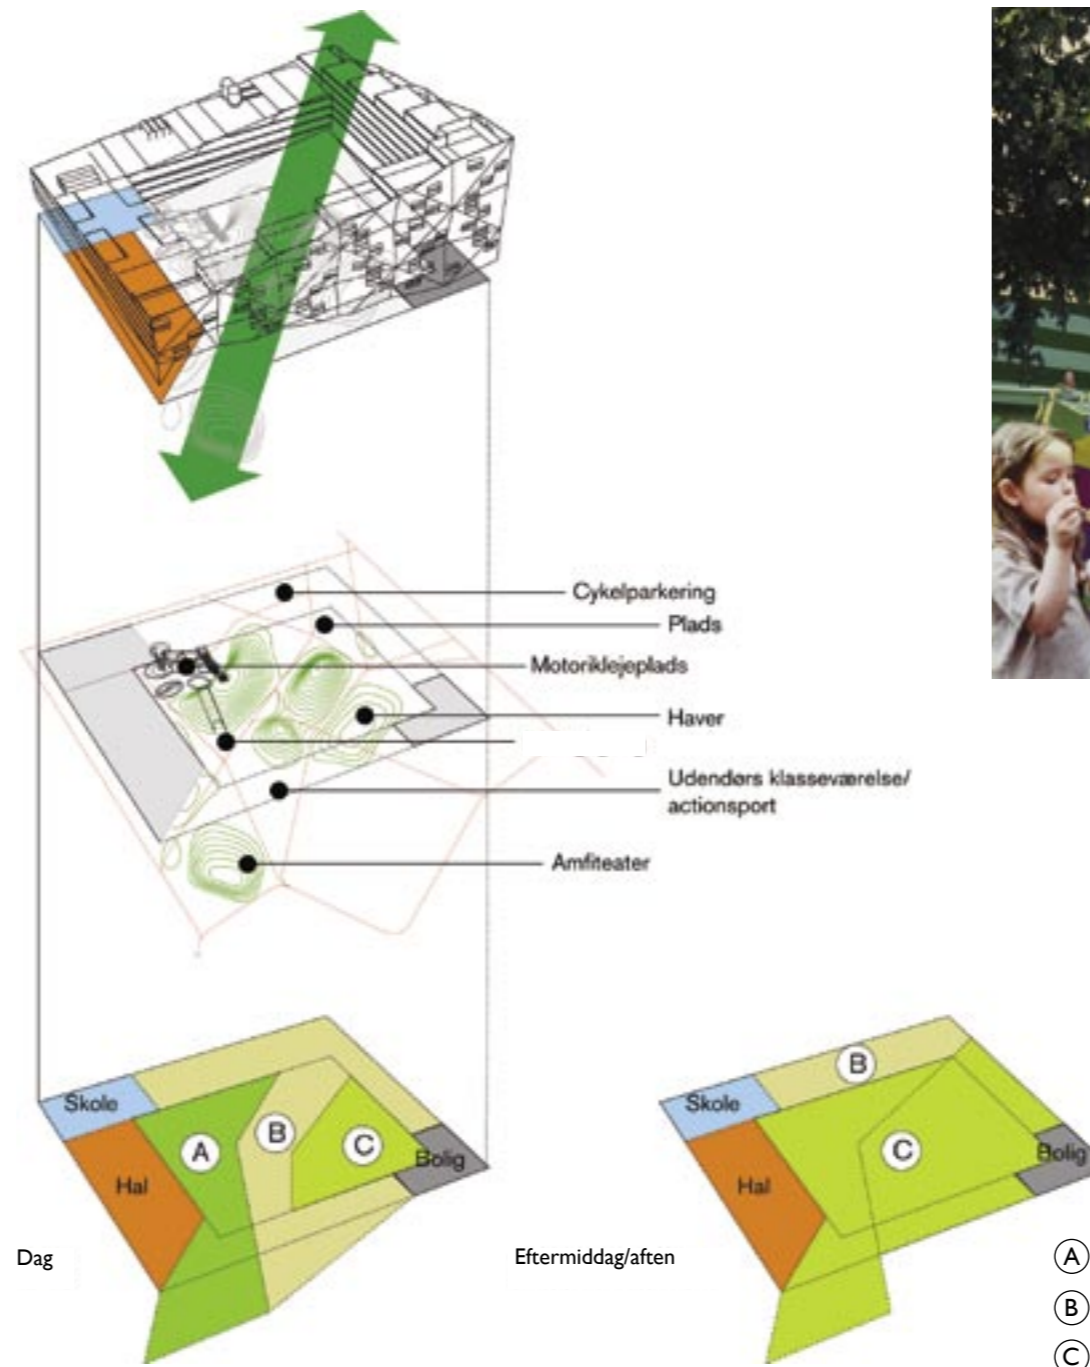 Cykelparkering
Plads
Motoriklejeplads
Haver
Udendørs klasseværelse/
actionsport
Amfiteater
Skole
A
B
C
Hal
Bolig
Dag
B
Skole
C
Bolig
Hal
Eftermiddag/aften
A
B
C